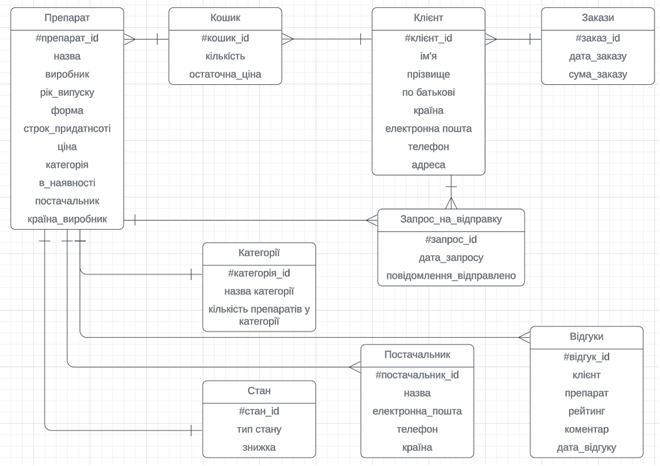 Препарат
#препарат_id
назва
виробник
рік_випуску
форма
строк_придатнсоті
ціна
категорія
в_наявності
постачальник
країна_виробник
Кошик
#кошик_id
кількість
остаточна_ціна
Клієнт
#клієнт_id
ім'я
прізвище
по батькові
країна
електронна пошта
телефон
адреса
Закази
#заказ_id
дата_заказу
сума_заказу
Запрос_на_відправку
#запрос_id
дата_запросу
повідомлення_відправлено
Категорії
#категорія_id
назва категорії
кількість препаратів у
категорії
Відгуки
#відгук_id
клієнт
препарат
рейтинг
коментар
дата_відгуку
Постачальник
#постачальник_id
назва
електронна_пошта
телефон
країна
Стан
#стан_id
тип стану
знижка